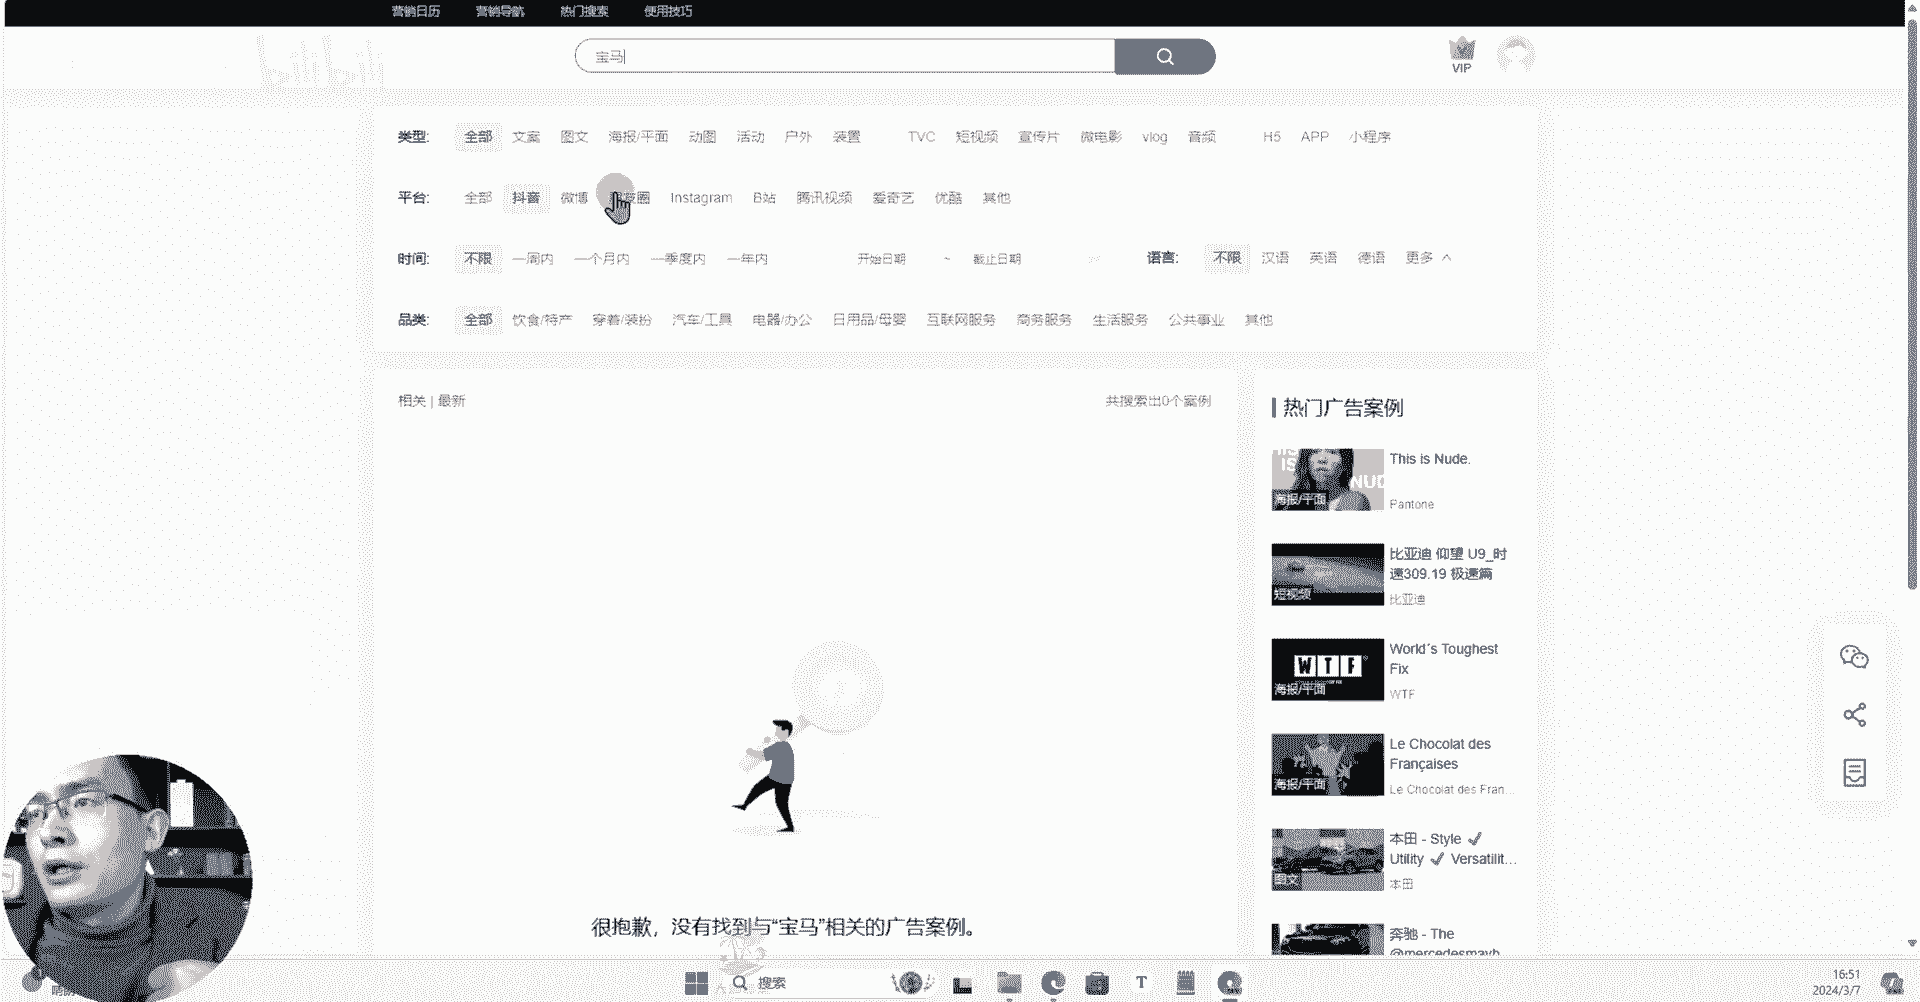 营销日历 营销导航 热门搜索 使用技巧
bilibili
宝马
VIP
类型: 全部 文案 图文 海报/平面 动图 活动 户外 装置 TVC 短视频 宣传片 微电影 vlog 音频 H5 APP 小程序
平台: 全部 抖音 微博 圈 Instagram B站 腾讯视频 爱奇艺 优酷 其他
时间: 不限 一周内 一个月内 一季度内 一年内 开始日期 ~ 截止日期 语言: 不限 汉语 英语 德语 更多
品类: 全部 饮食/特产 穿着/装扮 汽车/工具 电器/办公 日用品/母婴 互联网服务 商务服务 生活服务 公共事业 其他
相关 | 最新 共搜索出0个案例
很抱歉，没有找到与“宝马”相关的广告案例。
热门广告案例
海报/平面
This is Nude.
Pantone
短视频
比亚迪 仰望 U9_时
速309.19 极速篇
比亚迪
WTF
海报/平面
World´s Toughest
Fix
WTF
海报/平面
Le Chocolat des
Françaises
Le Chocolat des Fran...
图文
本田 - Style ✓
Utility ✓ Versatilit...
本田
奔驰 - The
@mercedesmayb
搜索
T
16:51
2024/3/7